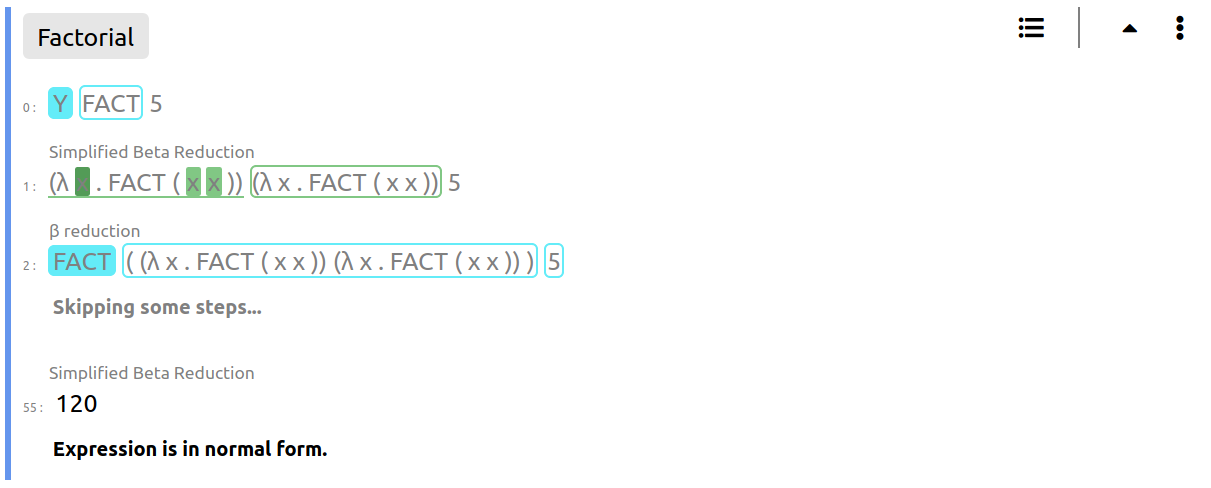 Factorial
0: Y FACT 5
Simplified Beta Reduction
1: (λ x . FACT ( x x )) (λ x . FACT ( x x )) 5
β reduction
2: FACT ( (λ x . FACT ( x x )) (λ x . FACT ( x x )) ) 5
Skipping some steps...
Simplified Beta Reduction
55: 120
Expression is in normal form.